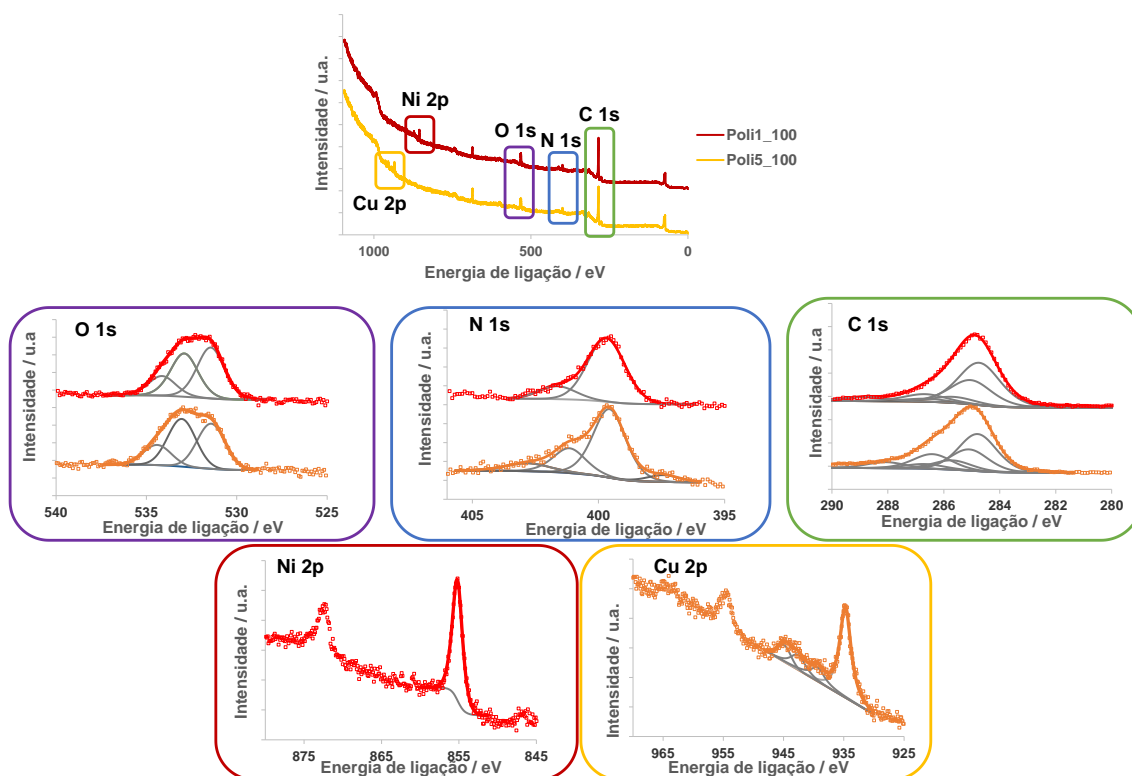 Intensidade / u.a.
Ni 2p
O 1s
N 1s
C 1s
Cu 2p
Poli1_100
Poli5_100
1000
500
0
Energia de ligação / eV
O 1s
Intensidade / u.a
540
535
530
525
Energia de ligação / eV
N 1s
Intensidade / u.a.
405
400
395
Energia de ligação / eV
C 1s
Intensidade / u.a
290
288
286
284
282
280
Energia de ligação / eV
Ni 2p
Intensidade / u.a.
875
865
855
845
Energia de ligação / eV
Cu 2p
Intensidade / u.a.
965
955
945
935
925
Energia de ligação / eV